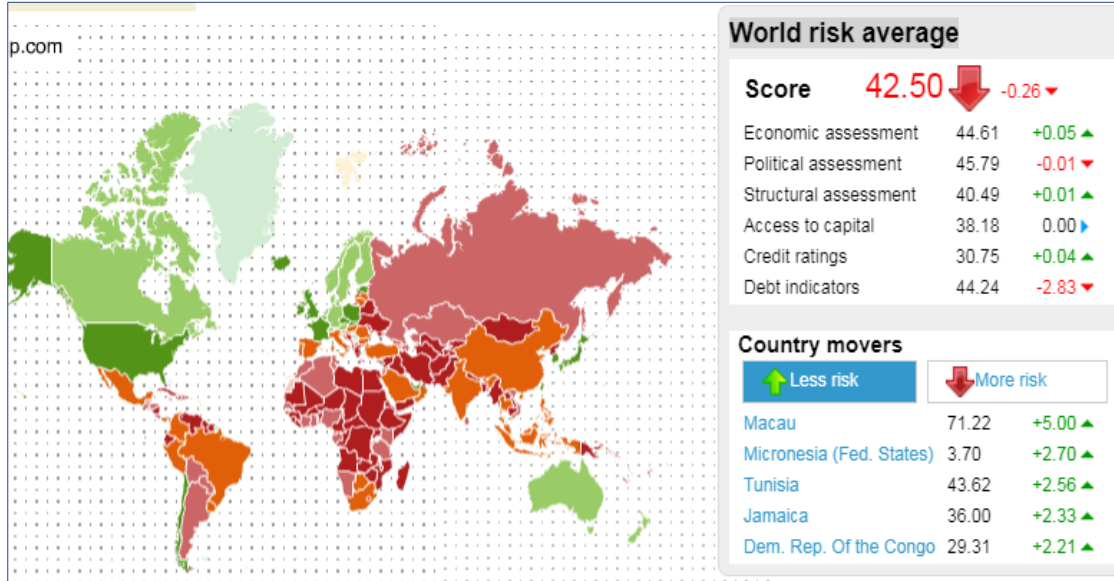 p.com
World risk average
Score 42.50 -0.26
Economic assessment 44.61 +0.05
Political assessment 45.79 -0.01
Structural assessment 40.49 +0.01
Access to capital 38.18 0.00
Credit ratings 30.75 +0.04
Debt indicators 44.24 -2.83
Country movers
Less risk More risk
Macau 71.22 +5.00
Micronesia (Fed. States) 3.70 +2.70
Tunisia 43.62 +2.56
Jamaica 36.00 +2.33
Dem. Rep. Of the Congo 29.31 +2.21